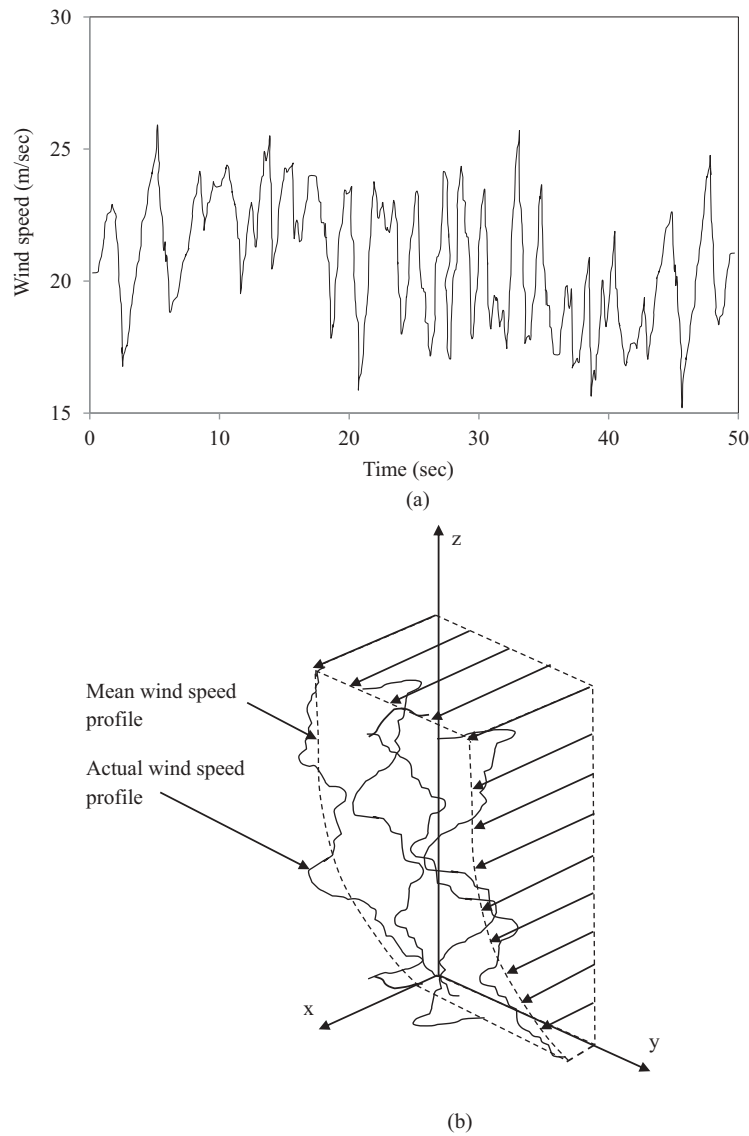 30
25
20
15
Wind speed (m/sec)
0
10
20
30
40
50
Time (sec)
(a)
z
Mean wind speed
profile
Actual wind speed
profile
x
y
(b)